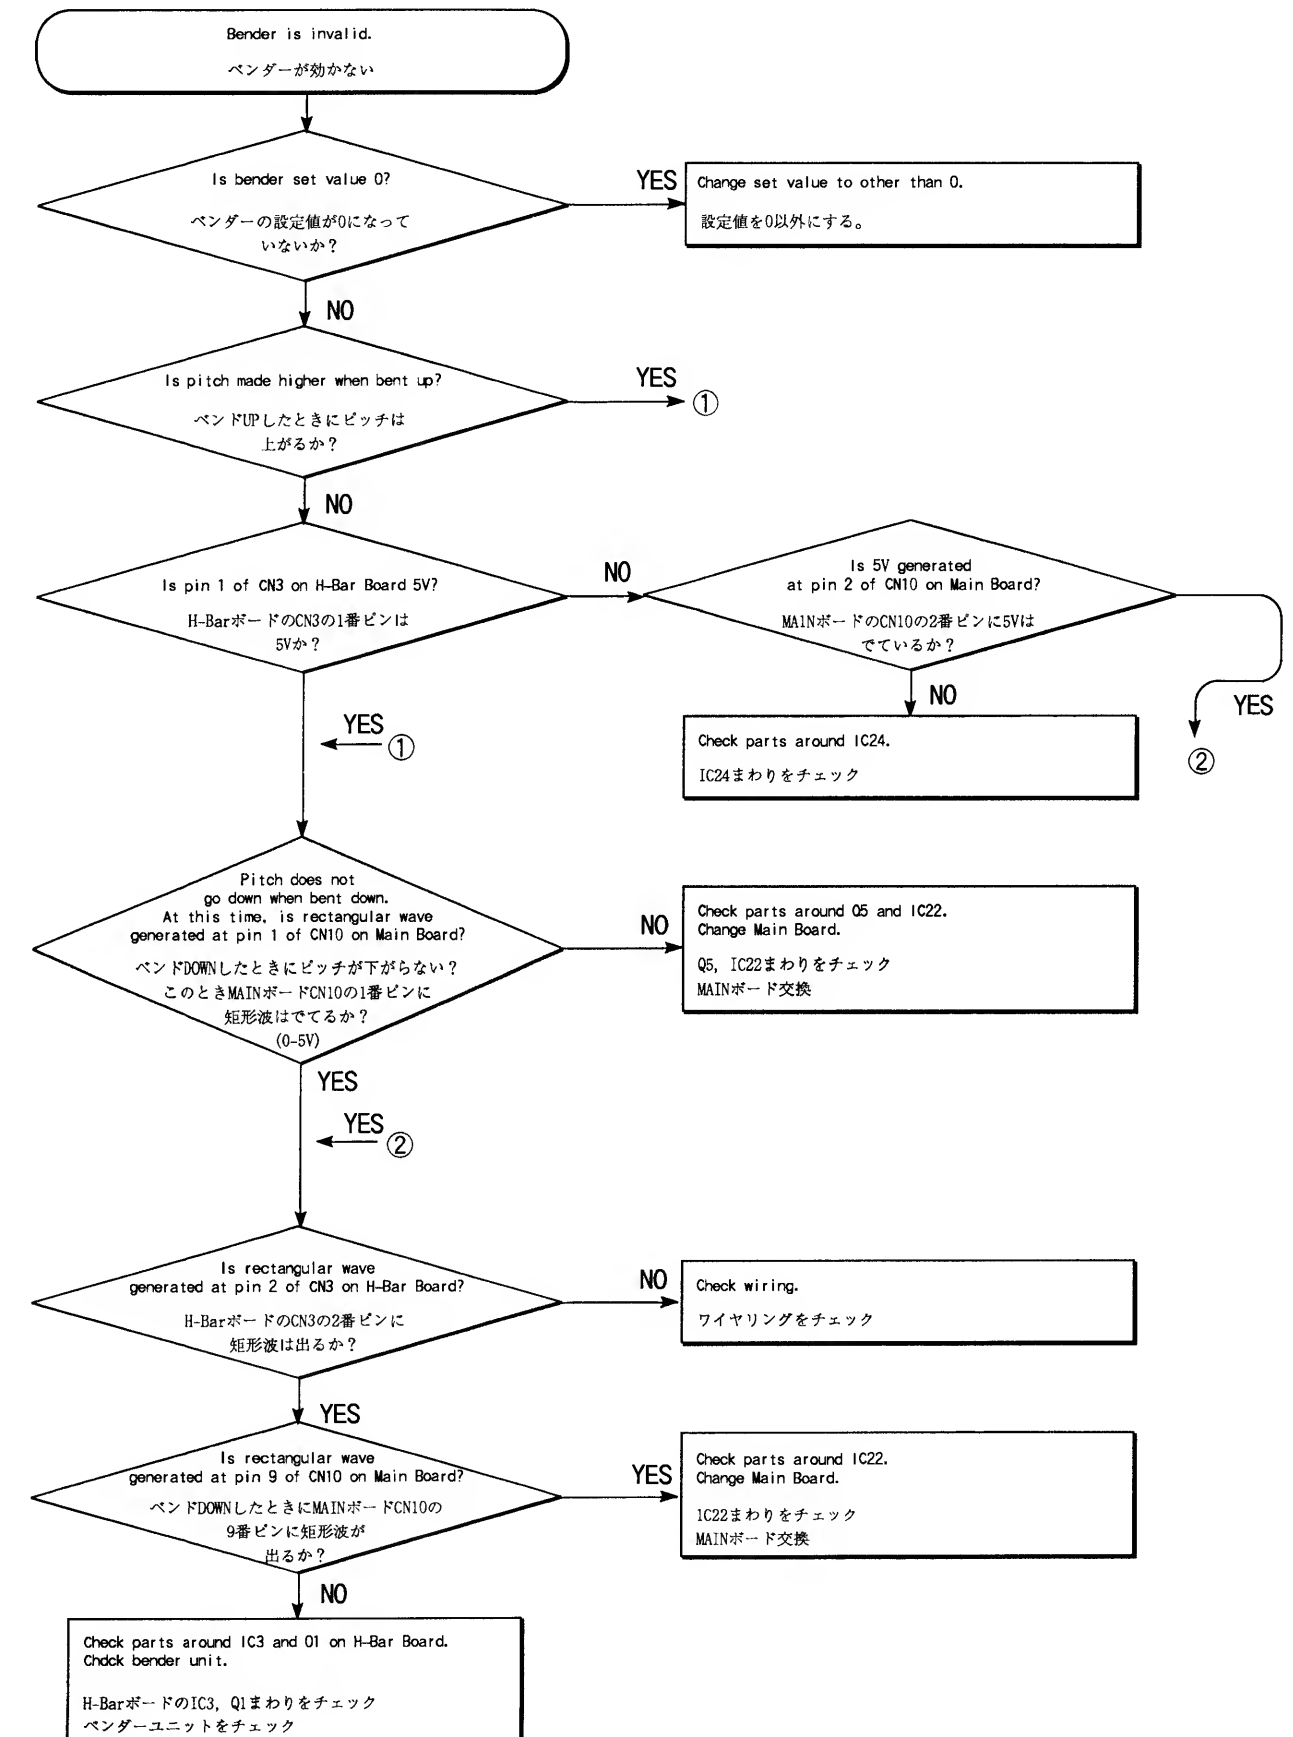 Bender is invalid.
ベンダーが効かない
Is bender set value 0?
ベンダーの設定値が0になって
いないか？
YES
Change set value to other than 0.
設定値を0以外にする。
NO
Is pitch made higher when bent up?
ベンドUPしたときにピッチは
上がるか？
YES
①
NO
Is pin 1 of CN3 on H-Bar Board 5V?
H-BarボードのCN3の1番ピンは
5Vか？
NO
Is 5V generated
at pin 2 of CN10 on Main Board?
MAINボードのCN10の2番ピンに5Vは
でているか？
NO
YES
②
Check parts around IC24.
IC24まわりをチェック
YES
①
Pitch does not
go down when bent down.
At this time, is rectangular wave
generated at pin 1 of CN10 on Main Board?
ベンドDOWNしたときにピッチが下がらない？
このときMAINボードCN10の1番ピンに
矩形波はでてるか？
(0-5V)
NO
Check parts around Q5 and IC22.
Change Main Board.
Q5, IC22まわりをチェック
MAINボード交換
YES
YES
②
Is rectangular wave
generated at pin 2 of CN3 on H-Bar Board?
H-BarボードのCN3の2番ピンに
矩形波は出るか？
NO
Check wiring.
ワイヤリングをチェック
YES
Is rectangular wave
generated at pin 9 of CN10 on Main Board?
ベンドDOWNしたときにMAINボードCN10の
9番ピンに矩形波が
出るか？
YES
Check parts around IC22.
Change Main Board.
IC22まわりをチェック
MAINボード交換
NO
Check parts around IC3 and Q1 on H-Bar Board.
Chdck bender unit.
H-BarボードのIC3, Q1まわりをチェック
ベンダーユニットをチェック